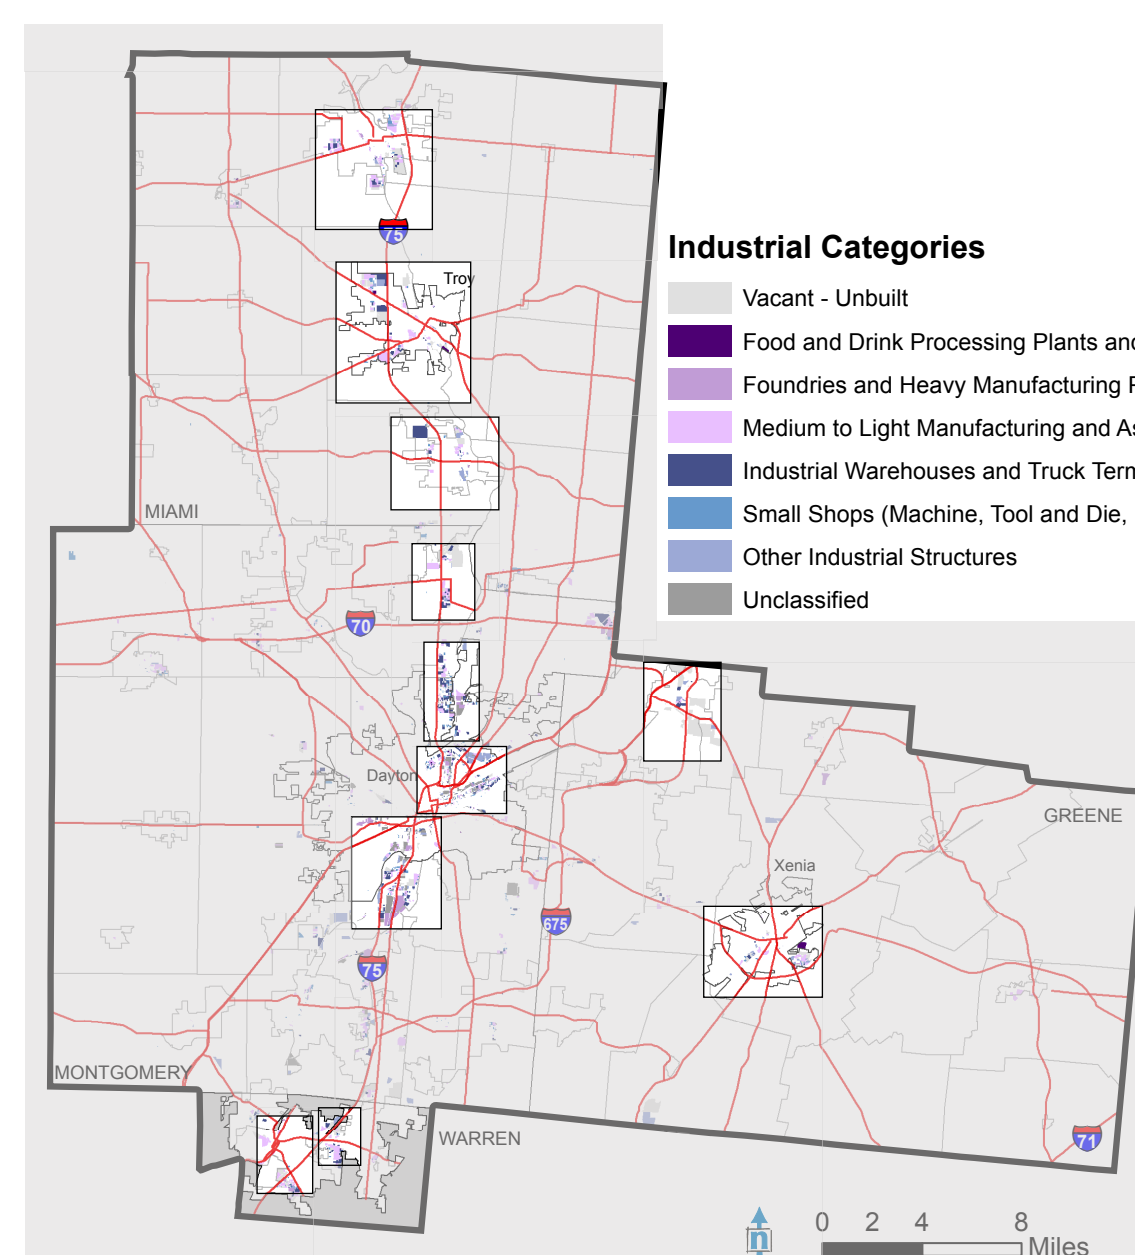 75
Troy
Industrial Categories
Vacant - Unbuilt
Food and Drink Processing Plants and
Foundries and Heavy Manufacturing
Medium to Light Manufacturing and
Industrial Warehouses and Truck
Small Shops (Machine, Tool and Die,
Other Industrial Structures
Unclassified
MIAMI
70
Dayton
GREENE
Xenia
675
75
MONTGOMERY
WARREN
71
n
0 2 4 8
Miles